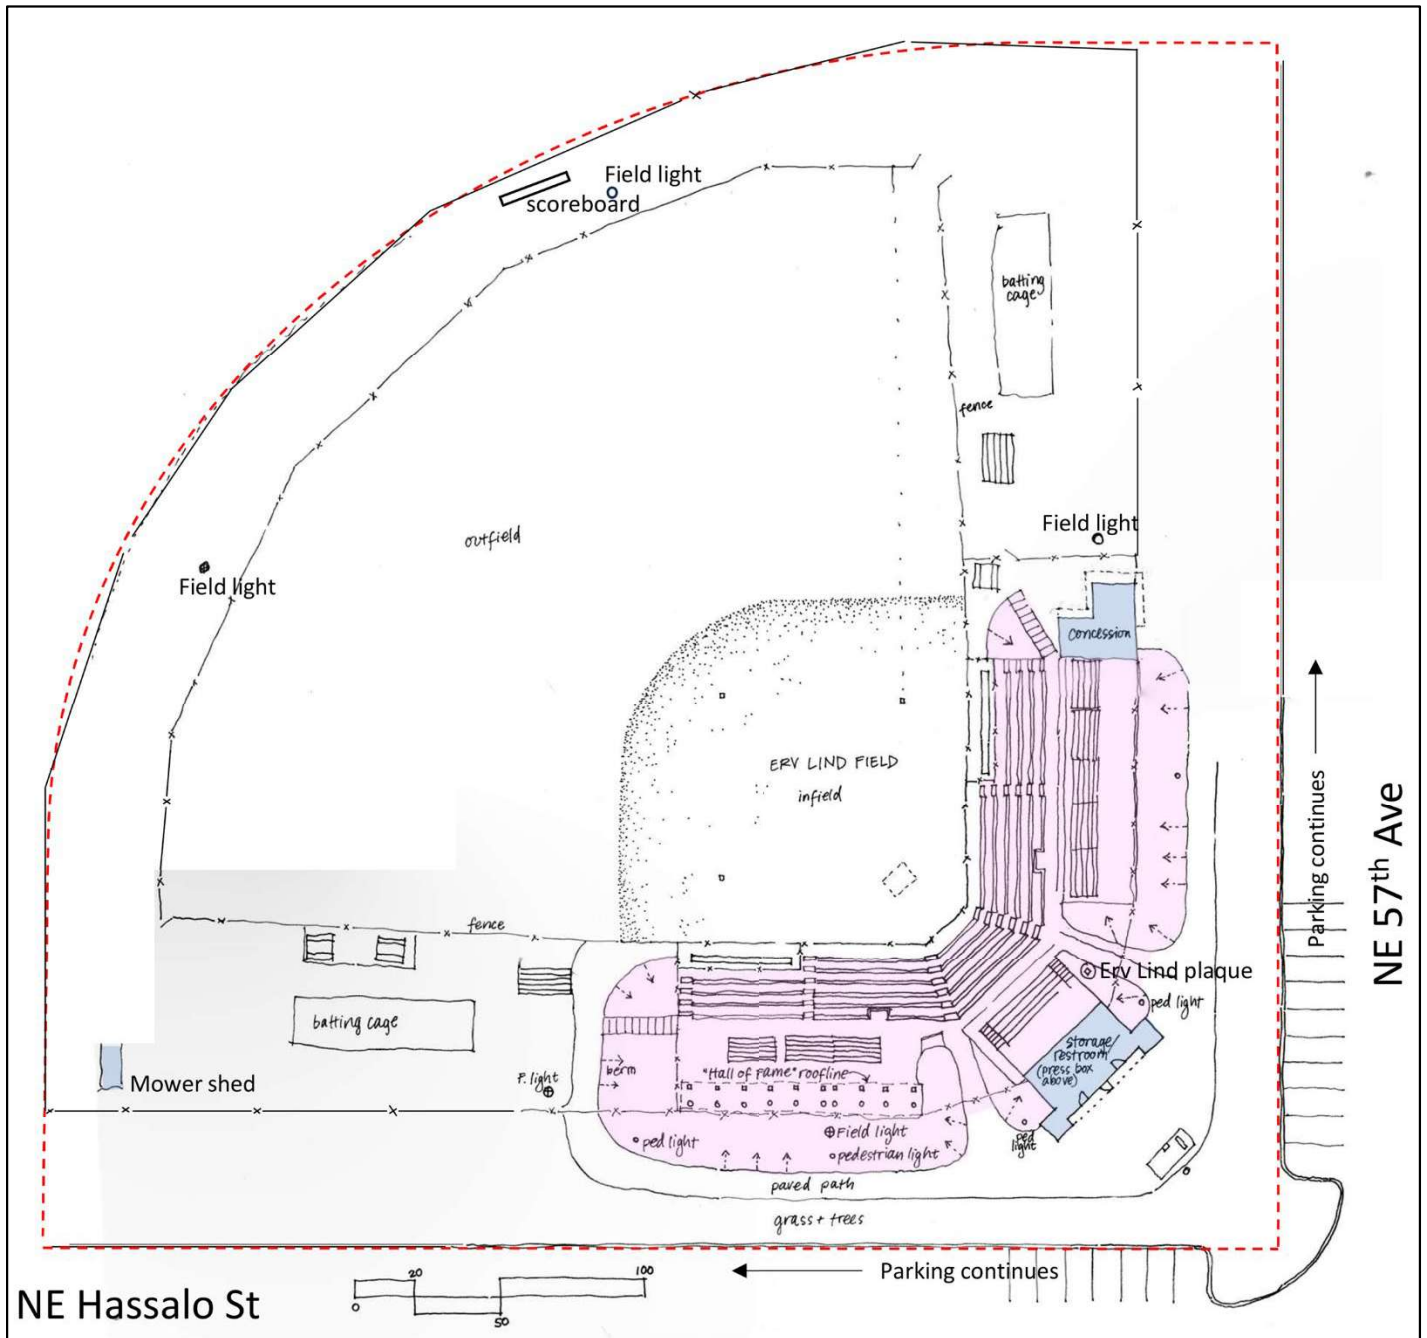 Field light
scoreboard
batting
cage
fence
Field light
outfield
Field light
concession
ERV LIND FIELD
infield
Parking continues
NE 57th Ave
fence
Erv Lind plaque
ped light
batting cage
storage/
restroom
(press box
above)
Mower shed
F. light
berm
"Hall of Fame" roofline
ped light
Field light
pedestrian light
ped
light
paved path
grass + trees
Parking continues
NE Hassalo St
0
20
50
100